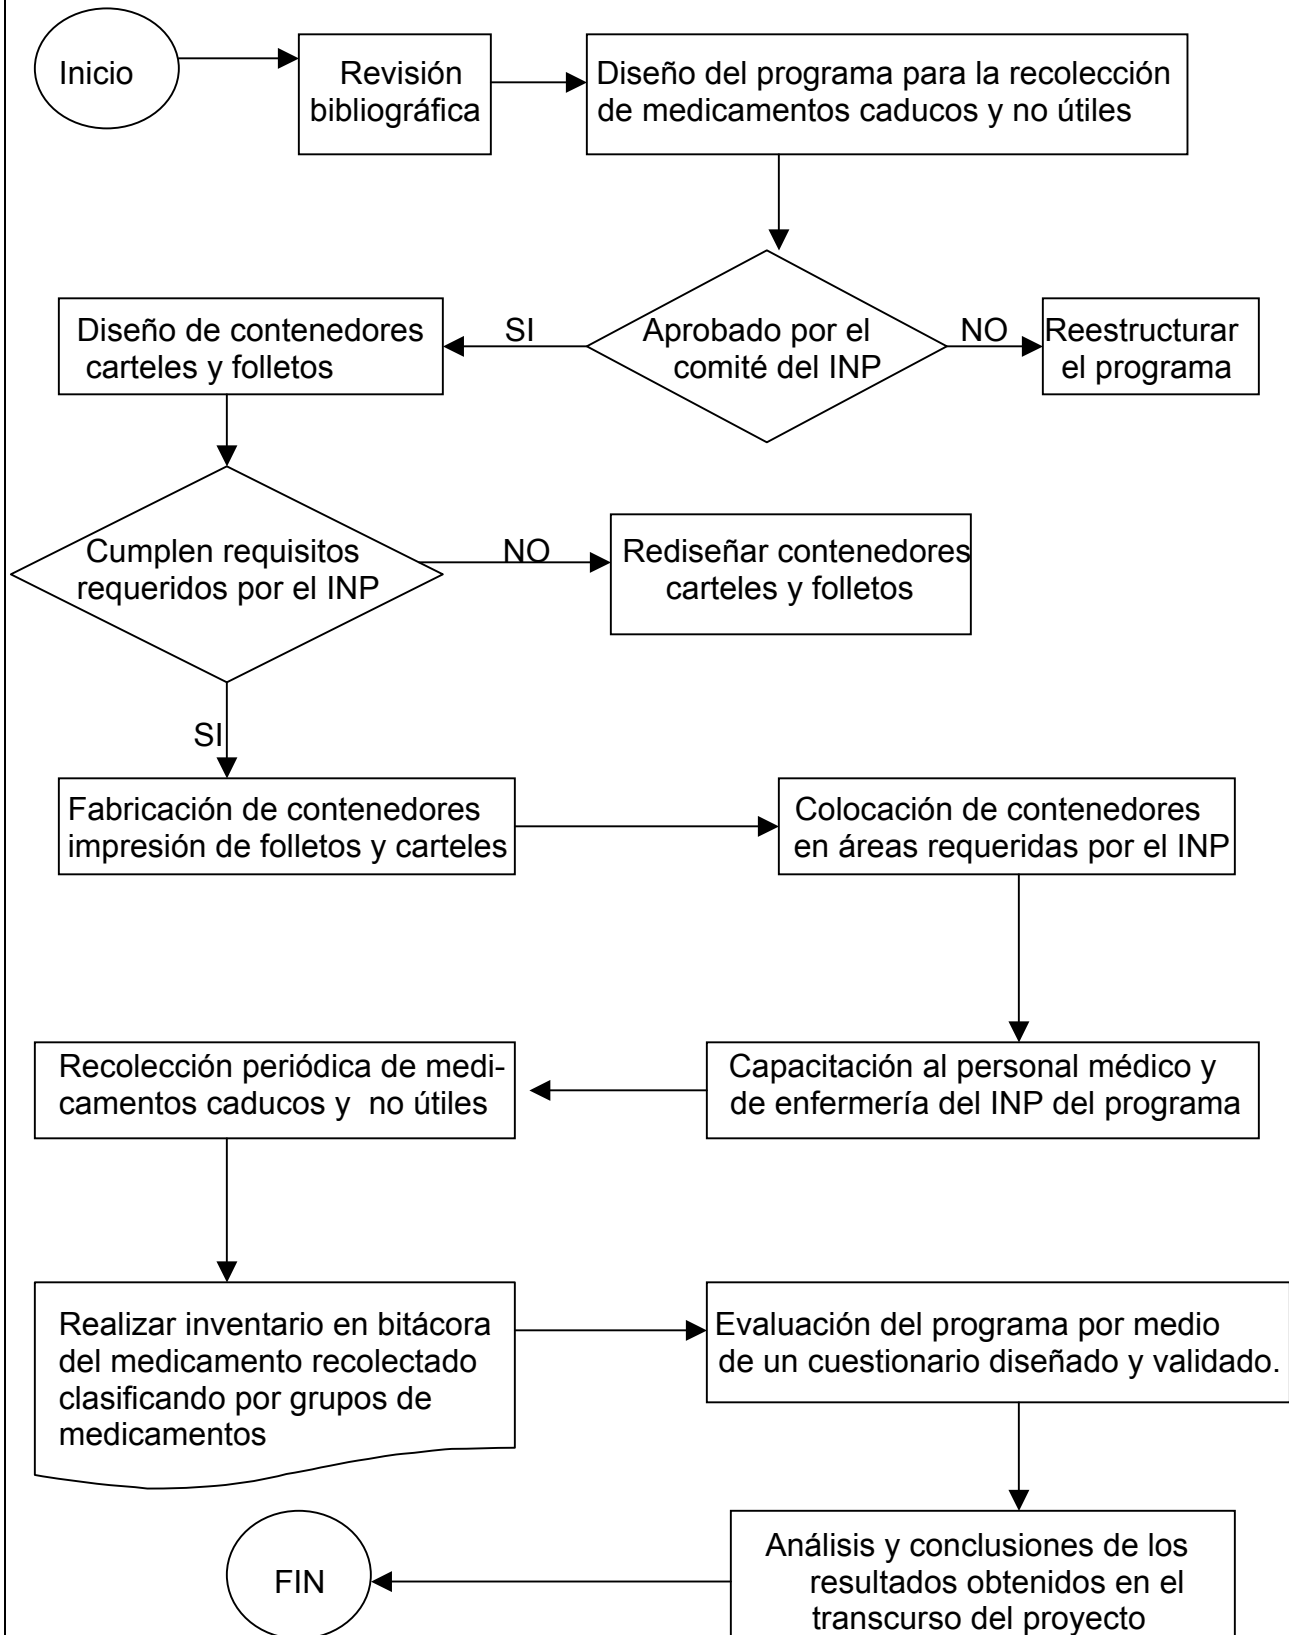 Inicio
Revisión
bibliográfica
Diseño del programa para la recolección
de medicamentos caducos y no útiles
Diseño de contenedores
carteles y folletos
SI
Aprobado por el
comité del INP
NO
Reestructurar
el programa
Cumplen requisitos
requeridos por el INP
NO
Rediseñar contenedores
carteles y folletos
SI
Fabricación de contenedores
impresión de folletos y carteles
Colocación de contenedores
en áreas requeridas por el INP
Recolección periódica de medi-
camentos caducos y  no útiles
Capacitación al personal médico y
de enfermería del INP del programa
Realizar inventario en bitácora
del medicamento recolectado
clasificando por grupos de
medicamentos
Evaluación del programa por medio
de un cuestionario diseñado y validado.
FIN
Análisis y conclusiones de los
resultados obtenidos en el
transcurso del proyecto